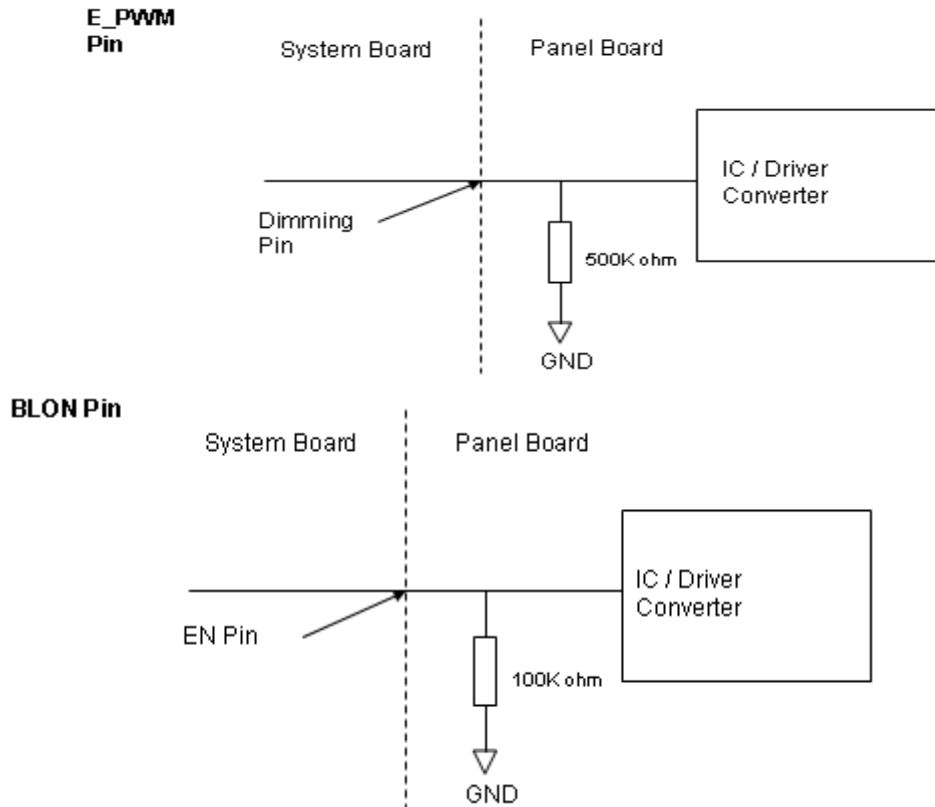 E_PWM
Pin
System Board
Panel Board
IC / Driver
Converter
Dimming
Pin
500K ohm
GND
BLON Pin
System Board
Panel Board
IC / Driver
Converter
EN Pin
100K ohm
GND